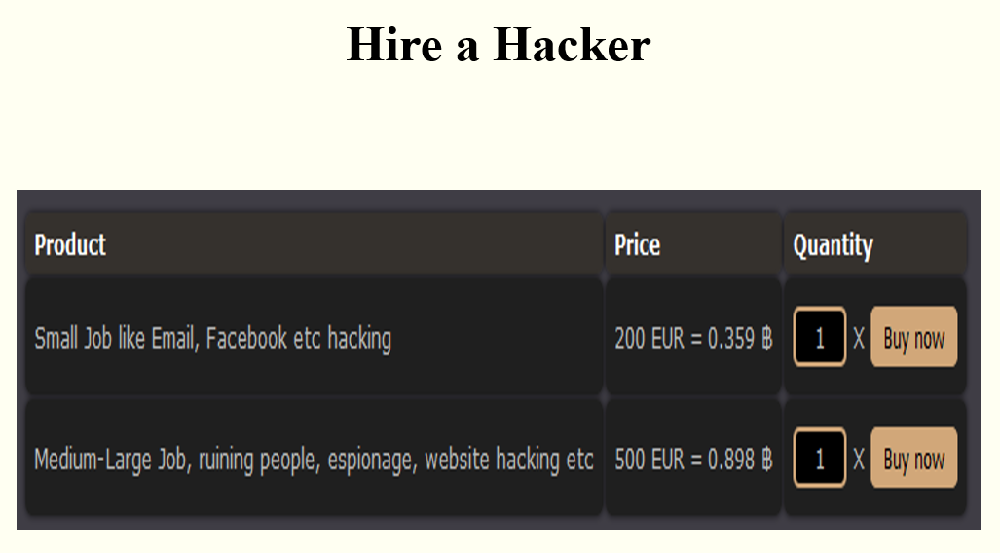 Hire a Hacker
Product Price Quantity
Small Job like Email, Facebook etc hacking 200 EUR = 0.359 ฿ 1 X Buy now
Medium-Large Job, ruining people, espionage, website hacking etc 500 EUR = 0.898 ฿ 1 X Buy now